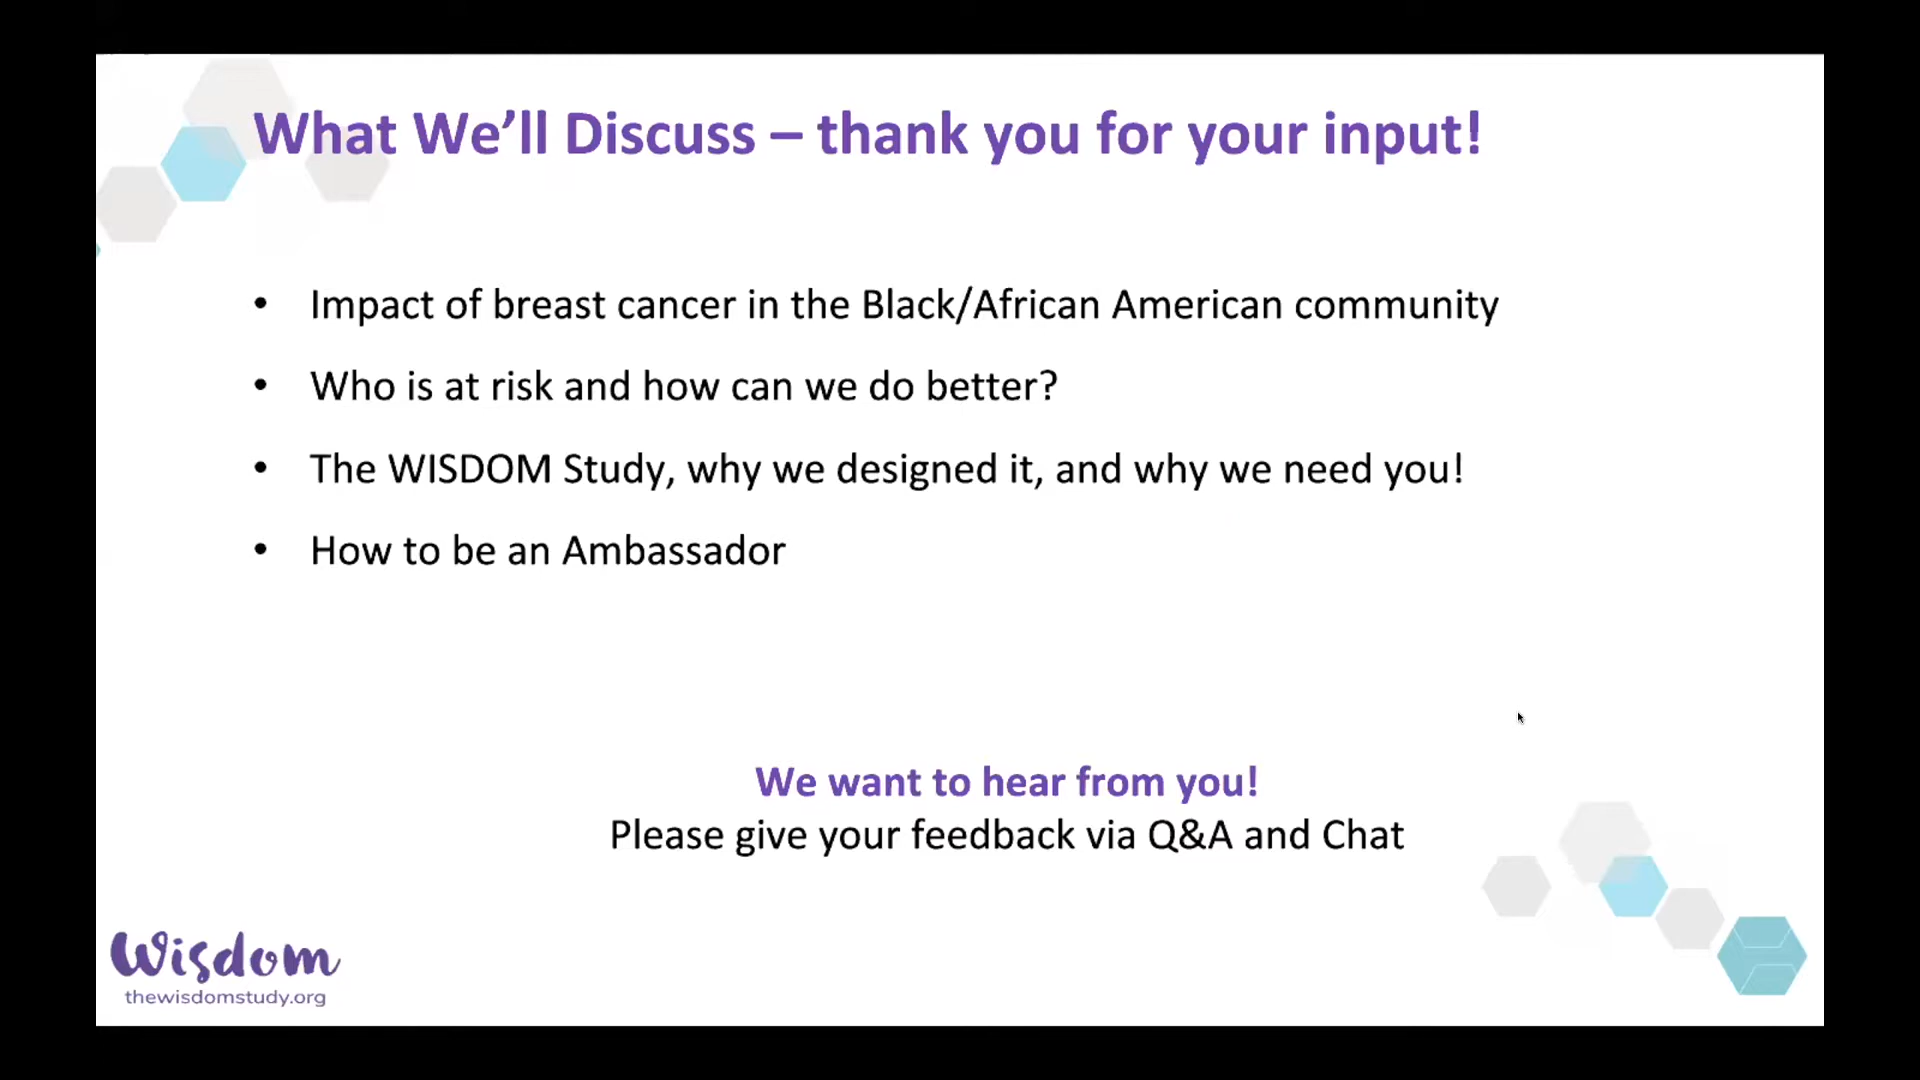 What We’ll Discuss – thank you for your input!
• Impact of breast cancer in the Black/African American community
• Who is at risk and how can we do better?
• The WISDOM Study, why we designed it, and why we need you!
• How to be an Ambassador
We want to hear from you!
Please give your feedback via Q&A and Chat
Wisdom
thewisdomstudy.org